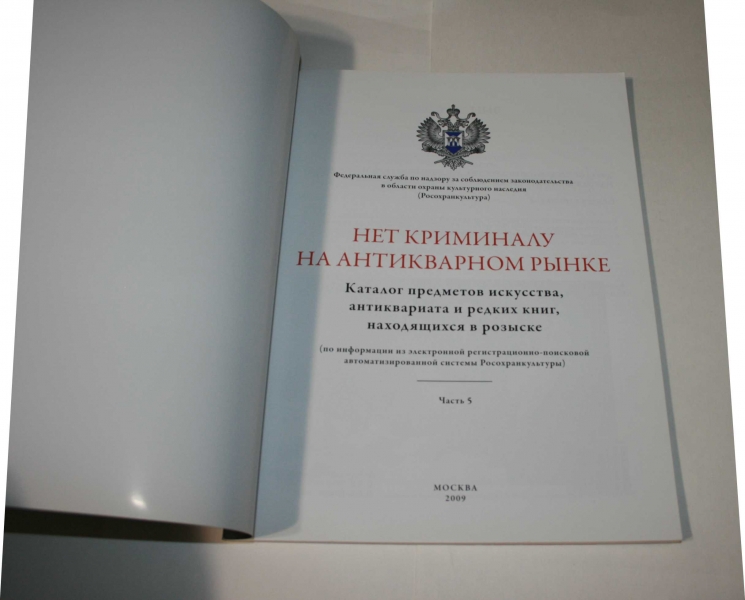 Федеральная служба по надзору за соблюдением законодательства
в области охраны культурного наследия
(Росохранкультура)
НЕТ КРИМИНАЛУ
НА АНТИКВАРНОМ РЫНКЕ
Каталог предметов искусства,
антиквариата и редких книг,
находящихся в розыске
(по информации из электронной регистрационно-поисковой
автоматизированной системы Росохранкультуры)
Часть 5
МОСКВА
2009